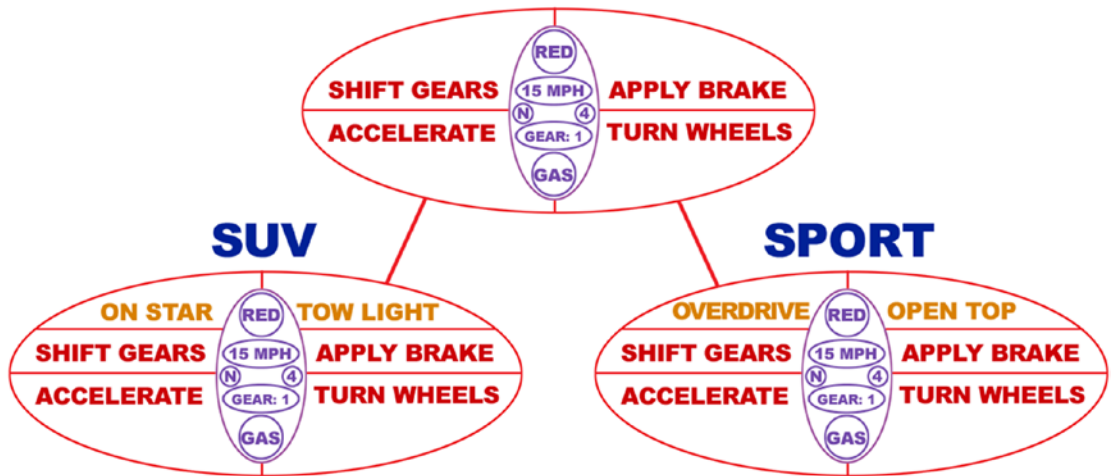 RED
SHIFT GEARS 15 MPH APPLY BRAKE
N 4
ACCELERATE GEAR: 1 TURN WHEELS
GAS
SUV
ON STAR RED TOW LIGHT
SHIFT GEARS 15 MPH APPLY BRAKE
N 4
ACCELERATE GEAR: 1 TURN WHEELS
GAS
SPORT
OVERDRIVE RED OPEN TOP
SHIFT GEARS 15 MPH APPLY BRAKE
N 4
ACCELERATE GEAR: 1 TURN WHEELS
GAS